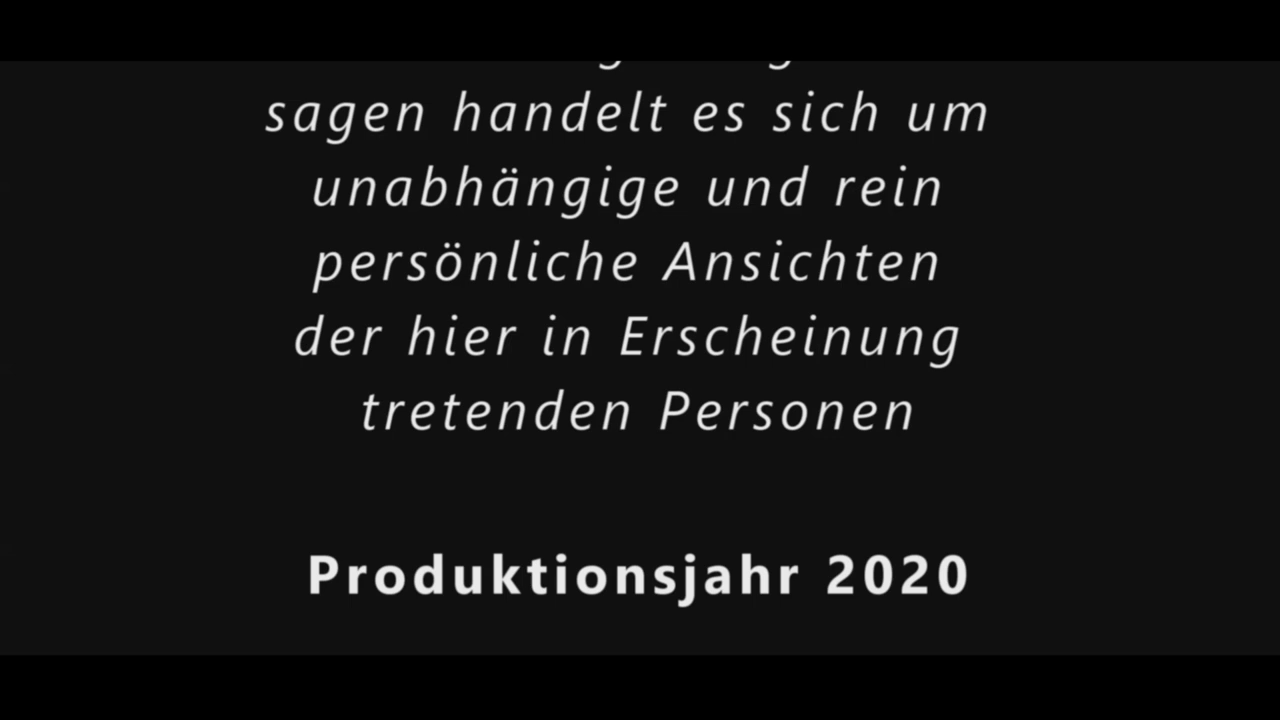 sagen handelt es sich um
unabhängige und rein
persönliche Ansichten
der hier in Erscheinung
tretenden Personen
Produktionsjahr 2020